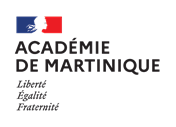 ACADÉMIE
DE MARTINIQUE
Liberté
Égalité
Fraternité